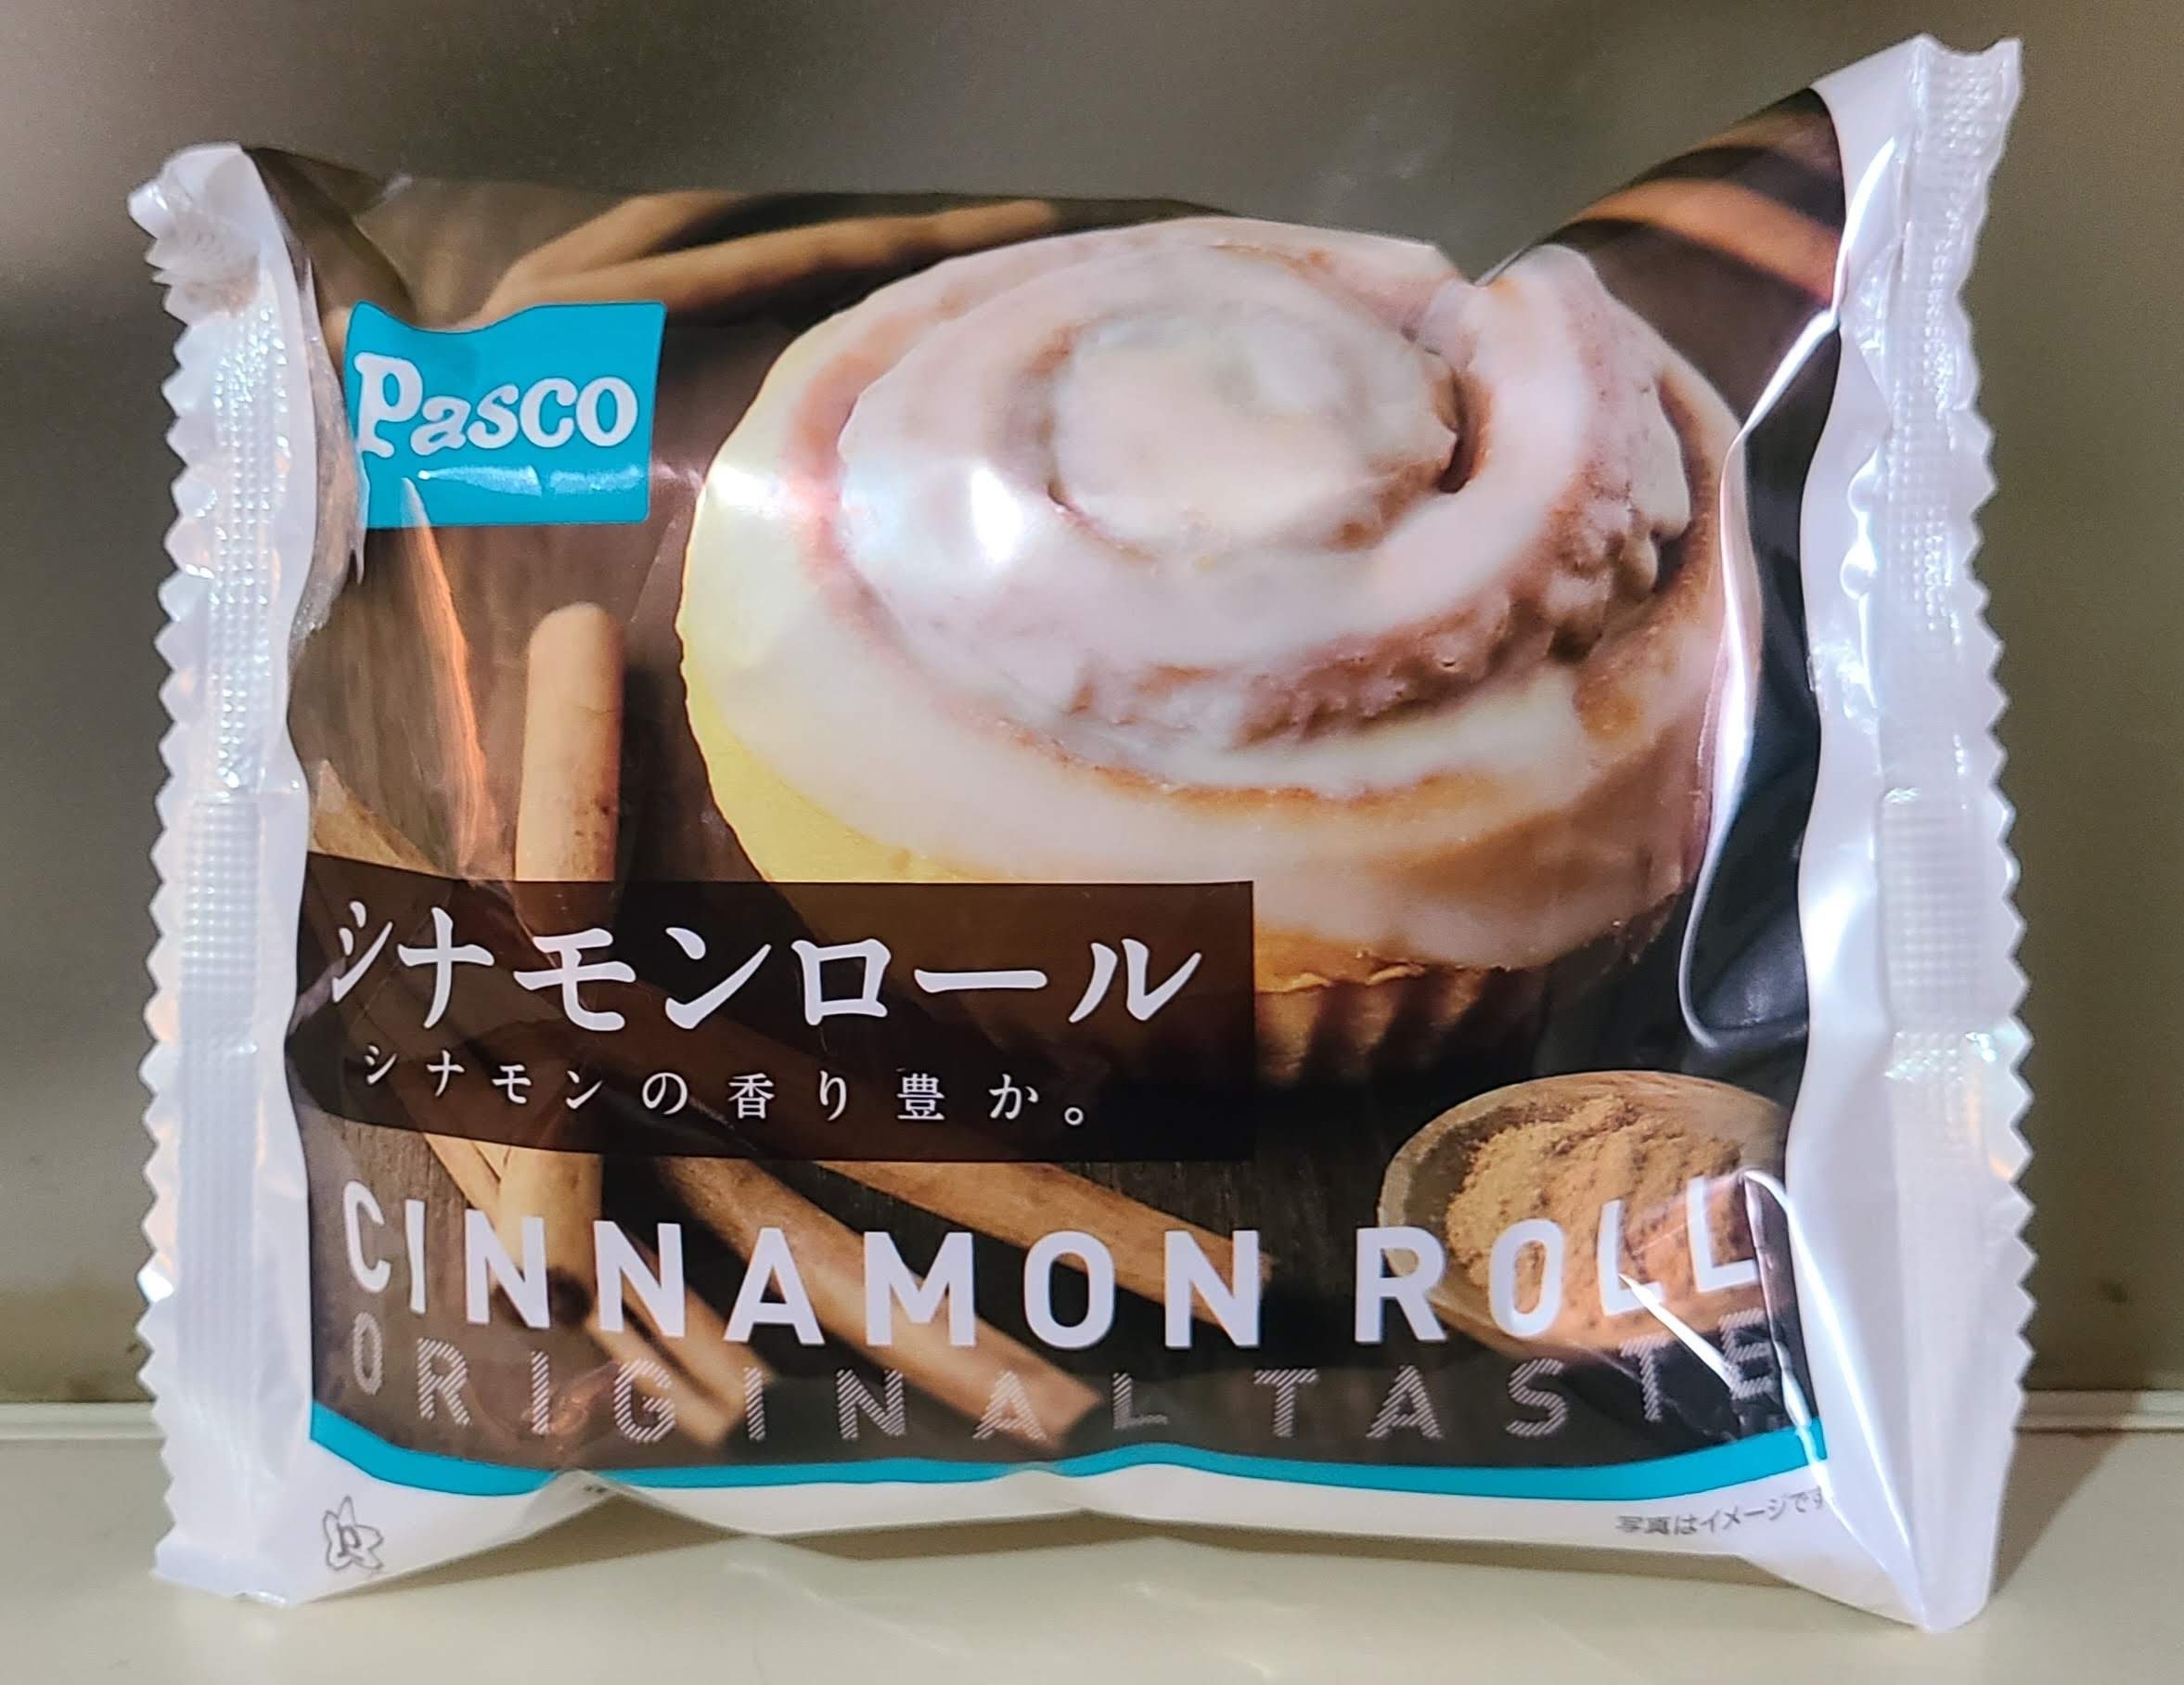 Pasco
シナモンロール
シナモンの香り豊か。
CINNAMON ROLL
ORIGINAL TASTE
写真はイメージです